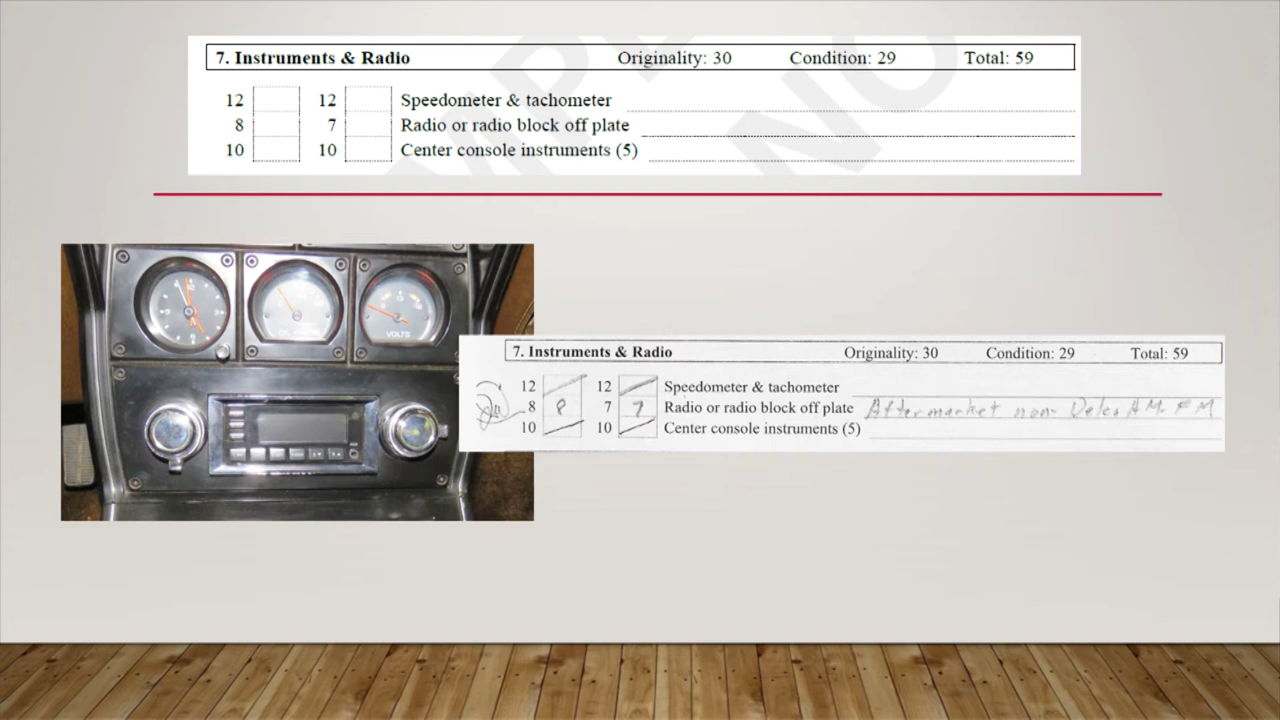 7. Instruments & Radio Originality: 30 Condition: 29 Total: 59
12 12 Speedometer & tachometer
8 7 Radio or radio block off plate
10 10 Center console instruments (5)
VOLTS
7. Instruments & Radio Originality: 30 Condition: 29 Total: 59
12 12 Speedometer & tachometer
8 8 7 7 Radio or radio block off plate Aftermarket non-Delco AM-FM
10 10 Center console instruments (5)